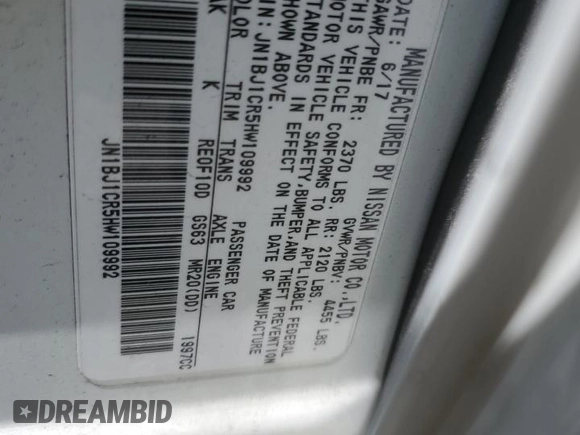 MANUFACTURED BY NISSAN MOTOR CO.,LTD.
DATE: 6/17 GVWR/PNBV: 4455 LBS.
GAWR/PNBE FR: 2370 LBS. RR: 2120 LBS.
THIS VEHICLE CONFORMS TO ALL APPLICABLE FEDERAL
MOTOR VEHICLE SAFETY,BUMPER,AND THEFT PREVENTION
STANDARDS IN EFFECT ON THE DATE OF MANUFACTURE
SHOWN ABOVE.
JN1BJ1CR5HW109992 PASSENGER CAR
TRIM TRANS AXLE ENGINE
K RE0F10D GS63 MR20(DD) 1997CC
JN1BJ1CR5HW109992
DREAMBID